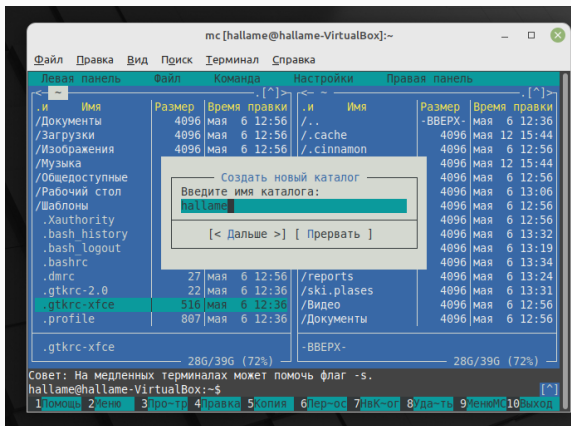 mc [hallame@hallame-VirtualBox]:~
Файл Правка Вид Поиск Терминал Справка
Левая панель Файл Команда Настройки Правая панель
<- ~ .[^]> <- ~ .[^]>
.и Имя Размер Время правки .и Имя Размер Время правки
/Документы 4096 мая 6 12:56 /.. -ВВЕРХ- мая 6 12:36
/Загрузки 4096 мая 6 12:56 /.cache 4096 мая 12 15:44
/Изображения 4096 мая 6 12:56 /.cinnamon 4096 мая 6 12:56
/Музыка 4096 мая 12 15:44
/Общедоступные Создать новый каталог 4096 мая 6 12:56
/Рабочий стол Введите имя каталога: 4096 мая 6 13:06
/Шаблоны hallame 4096 мая 6 12:56
.Xauthority 4096 мая 6 12:56
.bash_history [< Дальше >] [ Прервать ] 4096 мая 6 13:32
.bash_logout 4096 мая 6 13:19
.bashrc 4096 мая 6 13:34
.dmrc 27 мая 6 12:56 /reports 4096 мая 6 13:24
.gtkrc-2.0 22 мая 6 12:36 /ski.plases 4096 мая 6 13:31
.gtkrc-xfce 516 мая 6 12:36 /Видео 4096 мая 6 12:56
.profile 807 мая 6 12:36 /Документы 4096 мая 6 12:56
.gtkrc-xfce -ВВЕРХ-
28G/39G (72%) 28G/39G (72%)
Совет: На медленных терминалах может помочь флаг -s.
hallame@hallame-VirtualBox:~$ [^]
1Помощь 2Меню 3Про~тр 4Правка 5Копия 6Пер~ос 7НвК~ог 8Уда~ть 9МенюMC 10Выход